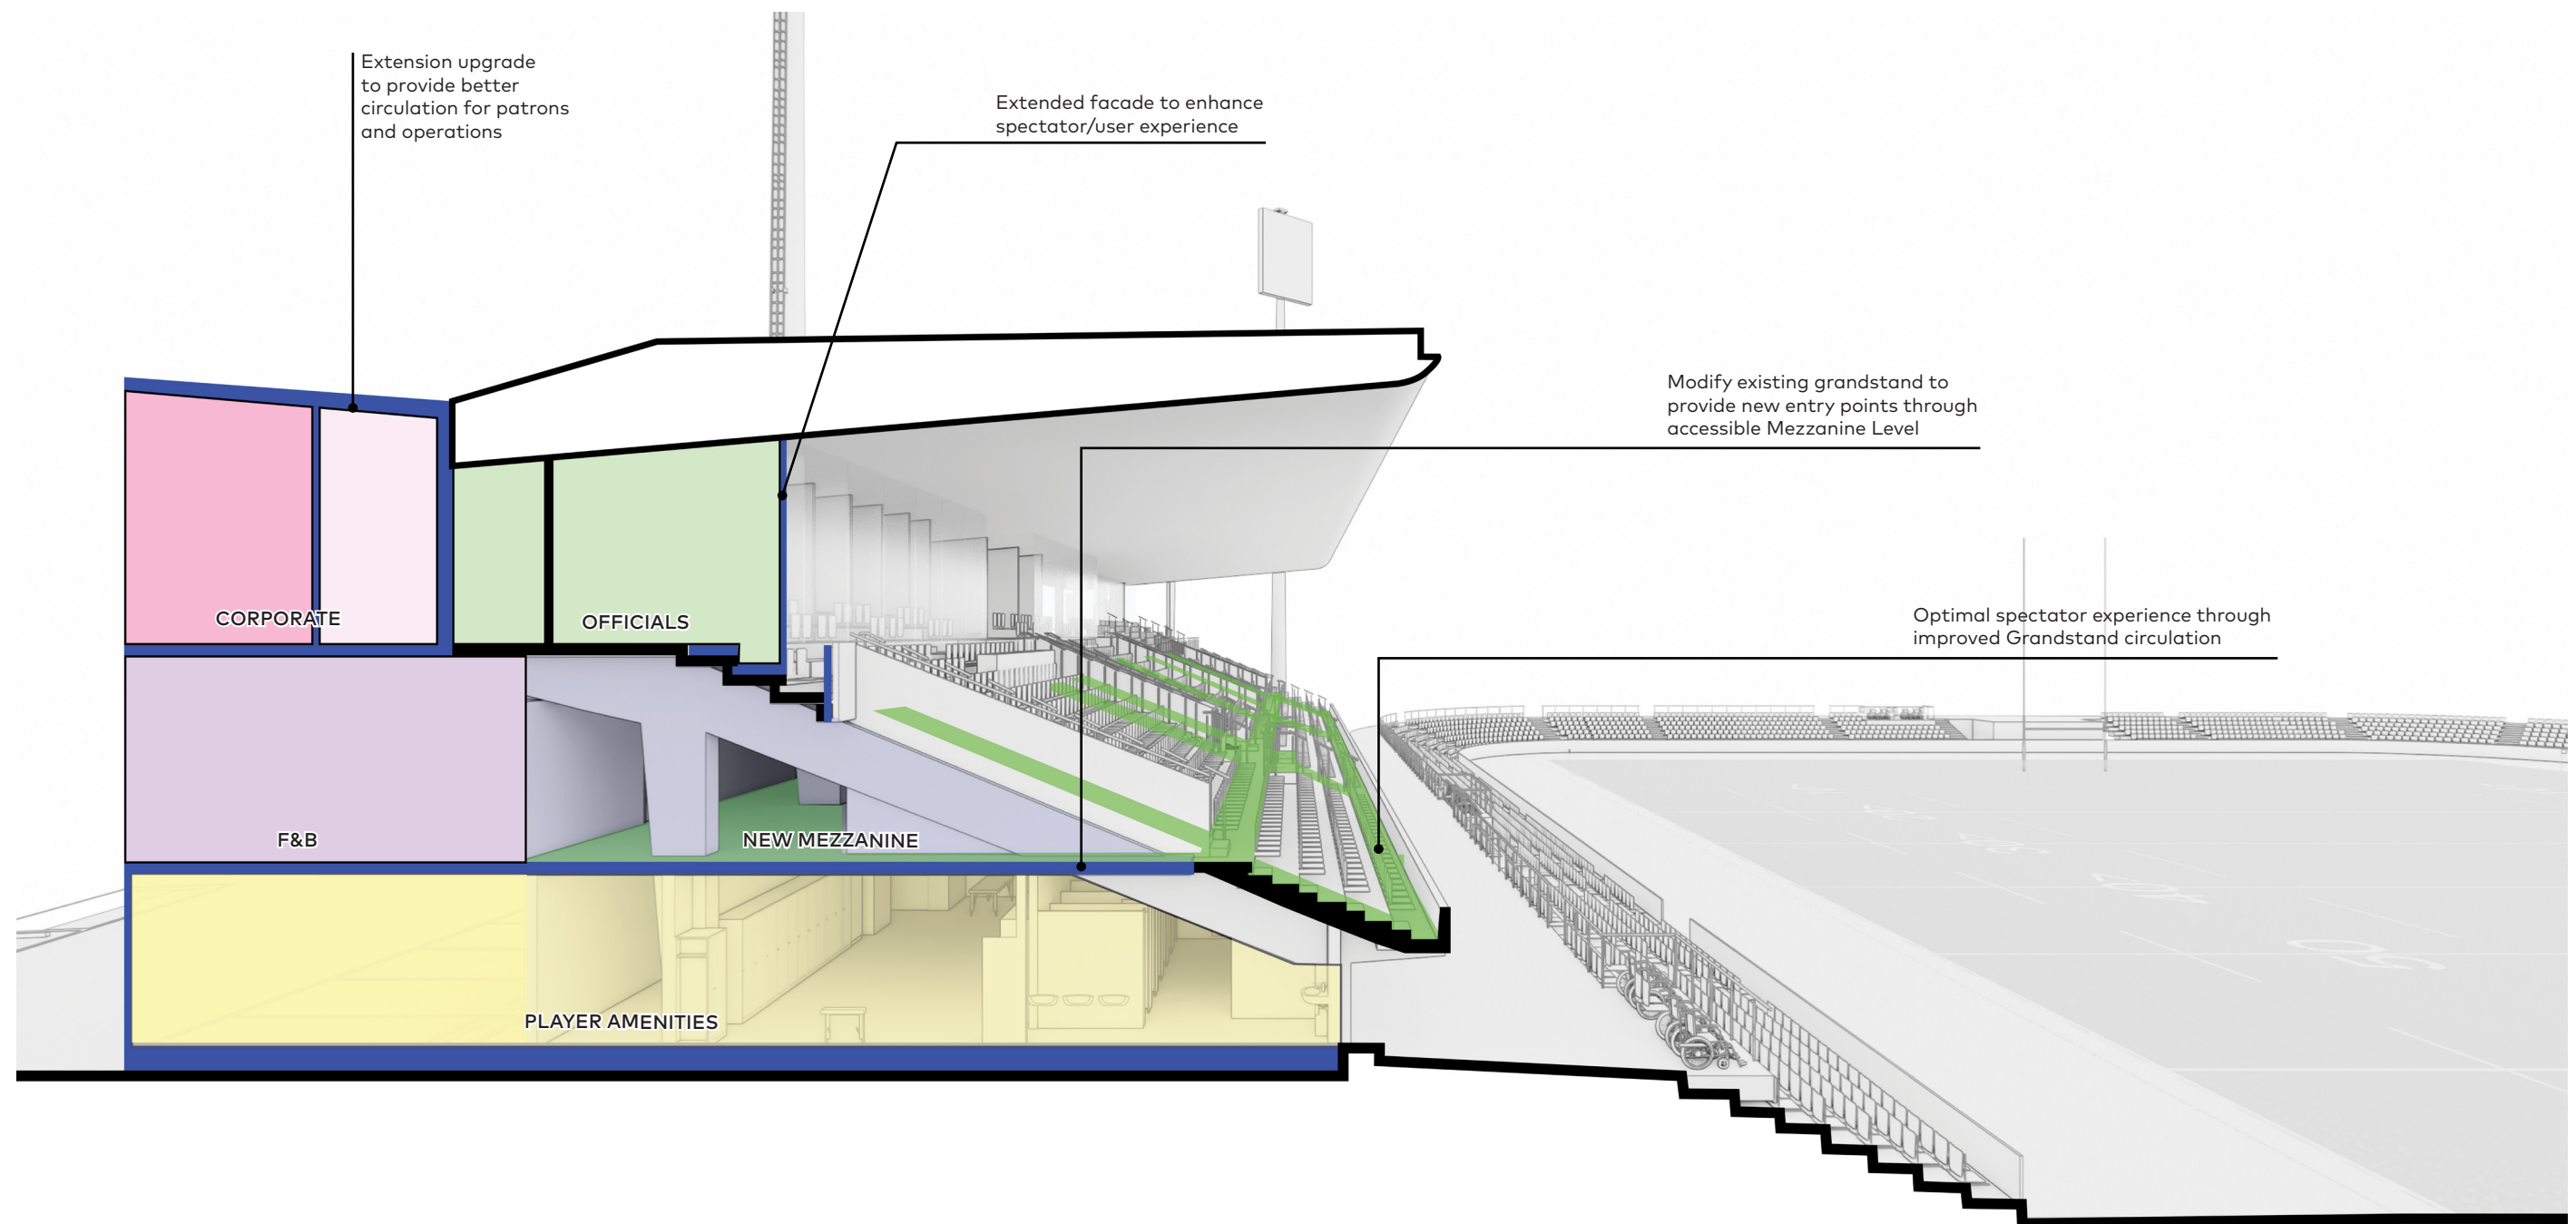 Extension upgrade
to provide better
circulation for patrons
and operations
Extended facade to enhance
spectator/user experience
Modify existing grandstand to
provide new entry points through
accessible Mezzanine Level
Optimal spectator experience through
improved Grandstand circulation
CORPORATE
OFFICIALS
F&B
NEW MEZZANINE
PLAYER AMENITIES